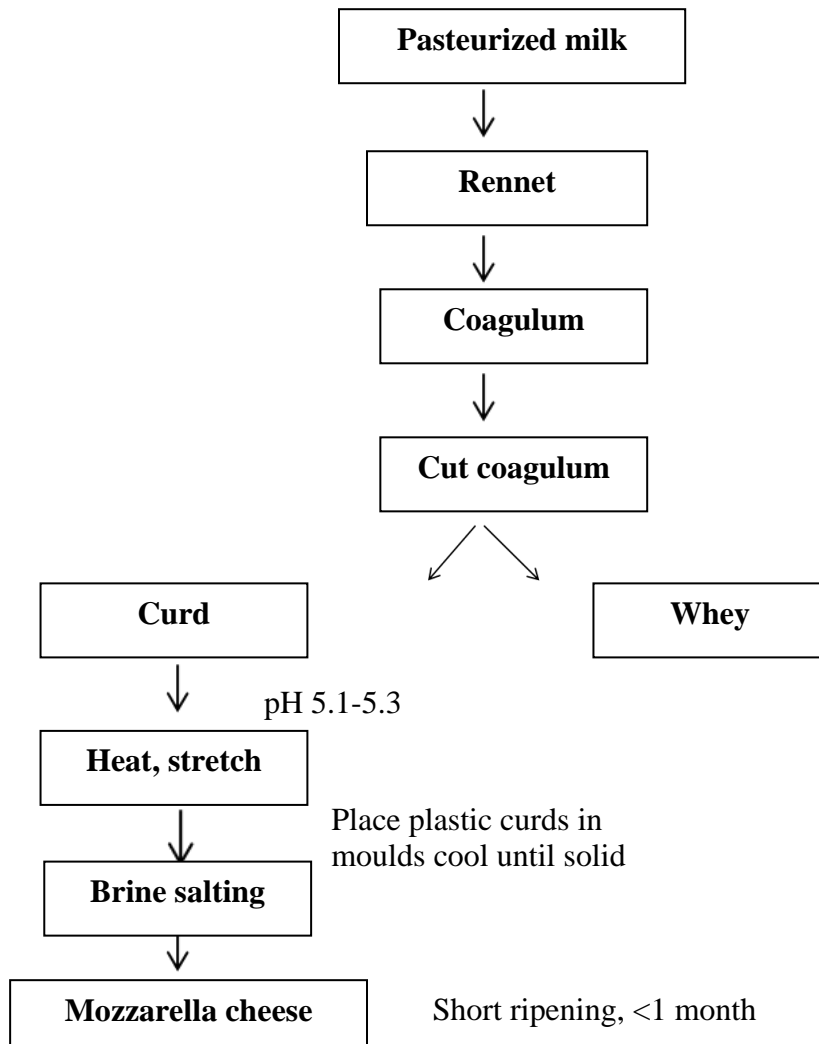 Pasteurized milk
Rennet
Coagulum
Cut coagulum
Curd
Whey
pH 5.1-5.3
Heat, stretch
Place plastic curds in
moulds cool until solid
Brine salting
Mozzarella cheese
Short ripening, <1 month